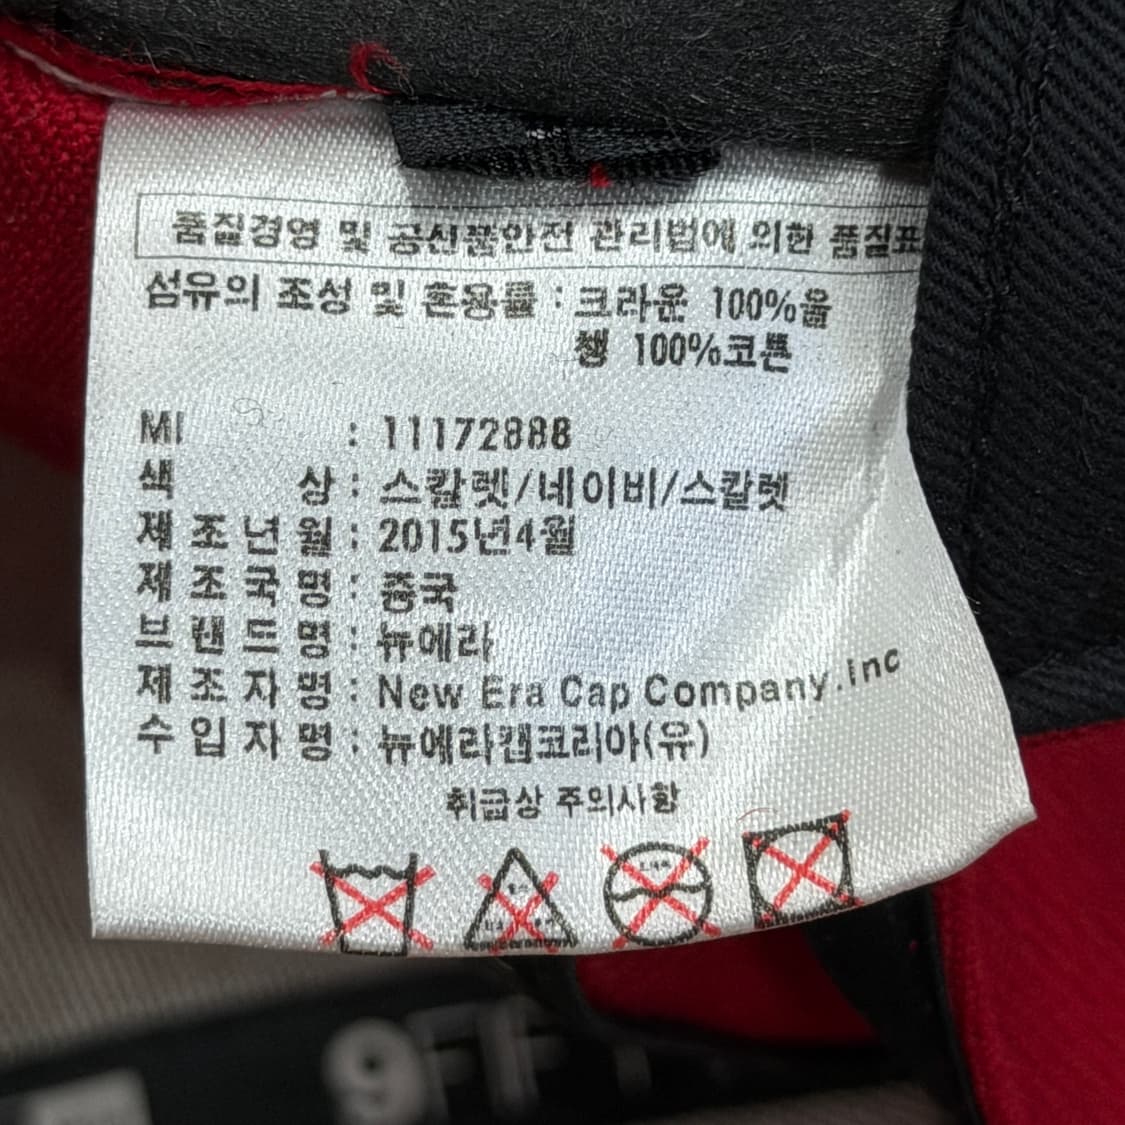 품질경영 및 공산품안전 관리법에 의한 품질표
섬유의 조성 및 혼용률 : 크라운 100%울
챙 100%코튼
MI : 11172888
색 상 : 스칼렛/네이비/스칼렛
제조년월 : 2015년4월
제조국명 : 중국
브랜드명 : 뉴에라
제조자명 : New Era Cap Company.inc
수입자명 : 뉴에라캡코리아(유)
취급상 주의사항
9FI